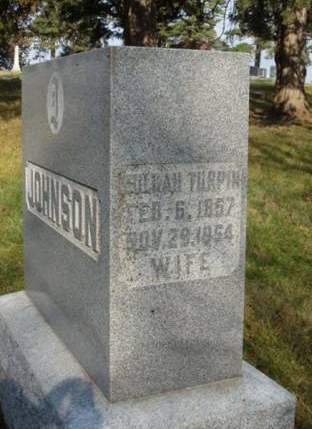 J
JOHNSON
TURPIN
FEB. 6, 1857
NOV. 29, 1954
WIFE